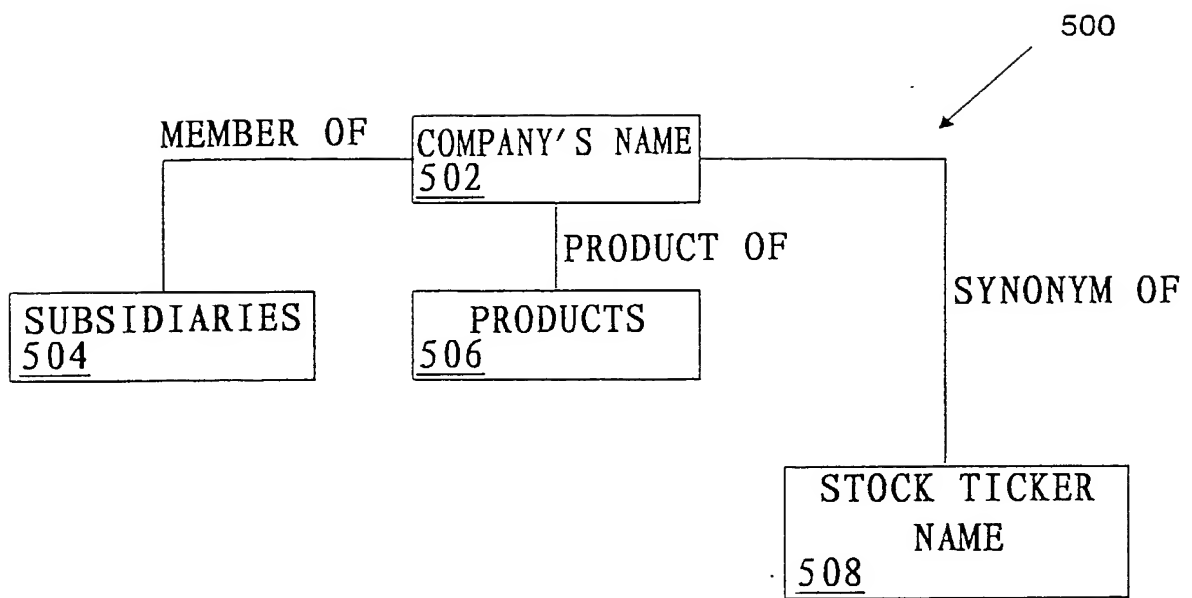 500
MEMBER OF
COMPANY'S NAME
502
PRODUCT OF
SYNONYM OF
SUBSIDIARIES
504
PRODUCTS
506
STOCK TICKER
NAME
508